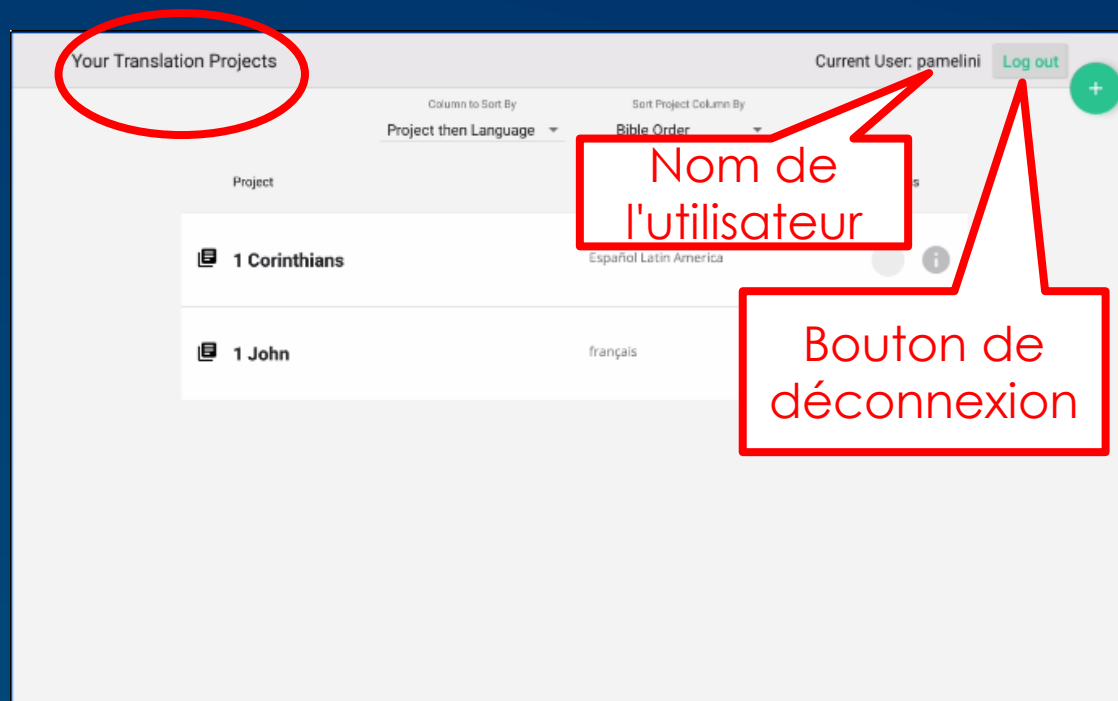 Your Translation Projects
Current User: pamelini
Log out
+
Column to Sort By
Sort Project Column By
Project then Language
Bible Order
Project
Nom de
l'utilisateur
1 Corinthians
Español Latin America
1 John
français
Bouton de
déconnexion